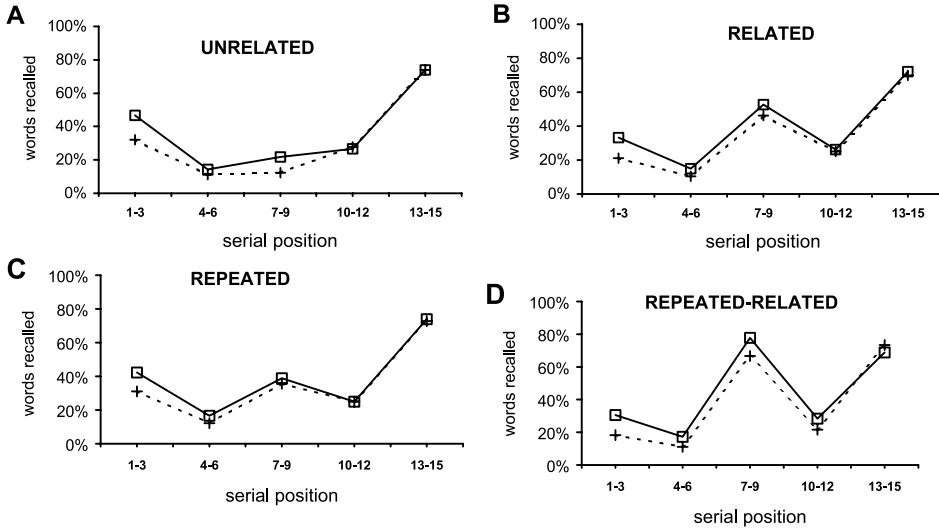 A
UNRELATED
words recalled
100%
80%
60%
40%
20%
0%
1-3 4-6 7-9 10-12 13-15
serial position
B
RELATED
words recalled
100%
80%
60%
40%
20%
0%
1-3 4-6 7-9 10-12 13-15
serial position
C
REPEATED
words recalled
100%
80%
60%
40%
20%
0%
1-3 4-6 7-9 10-12 13-15
serial position
D
REPEATED-RELATED
words recalled
100%
80%
60%
40%
20%
0%
1-3 4-6 7-9 10-12 13-15
serial position